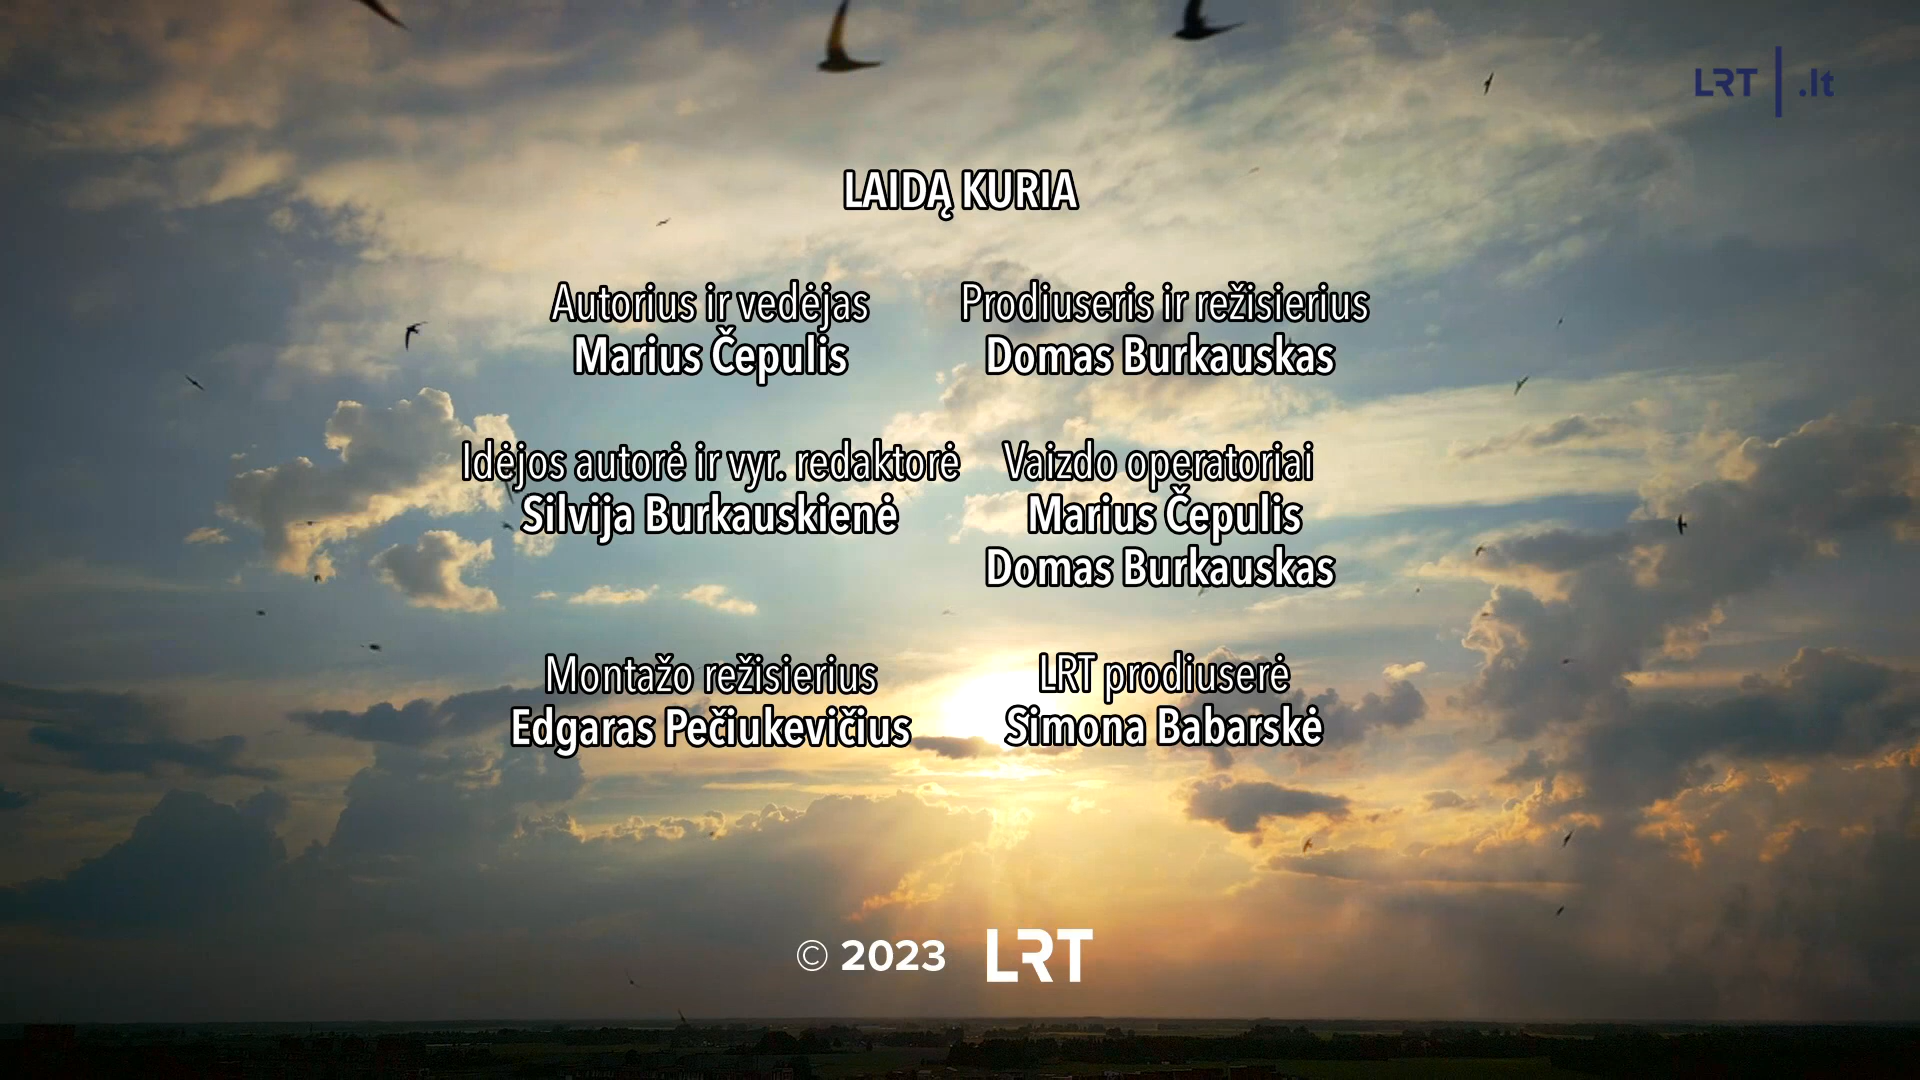 LRT | .lt
LAIDĄ KURIA
Autorius ir vedėjas
Marius Čepulis
Prodiuseris ir režisierius
Domas Burkauskas
Idėjos autorė ir vyr. redaktorė
Silvija Burkauskienė
Vaizdo operatoriai
Marius Čepulis
Domas Burkauskas
Montažo režisierius
Edgaras Pečiukevičius
LRT prodiuserė
Simona Babarskė
© 2023 LRT